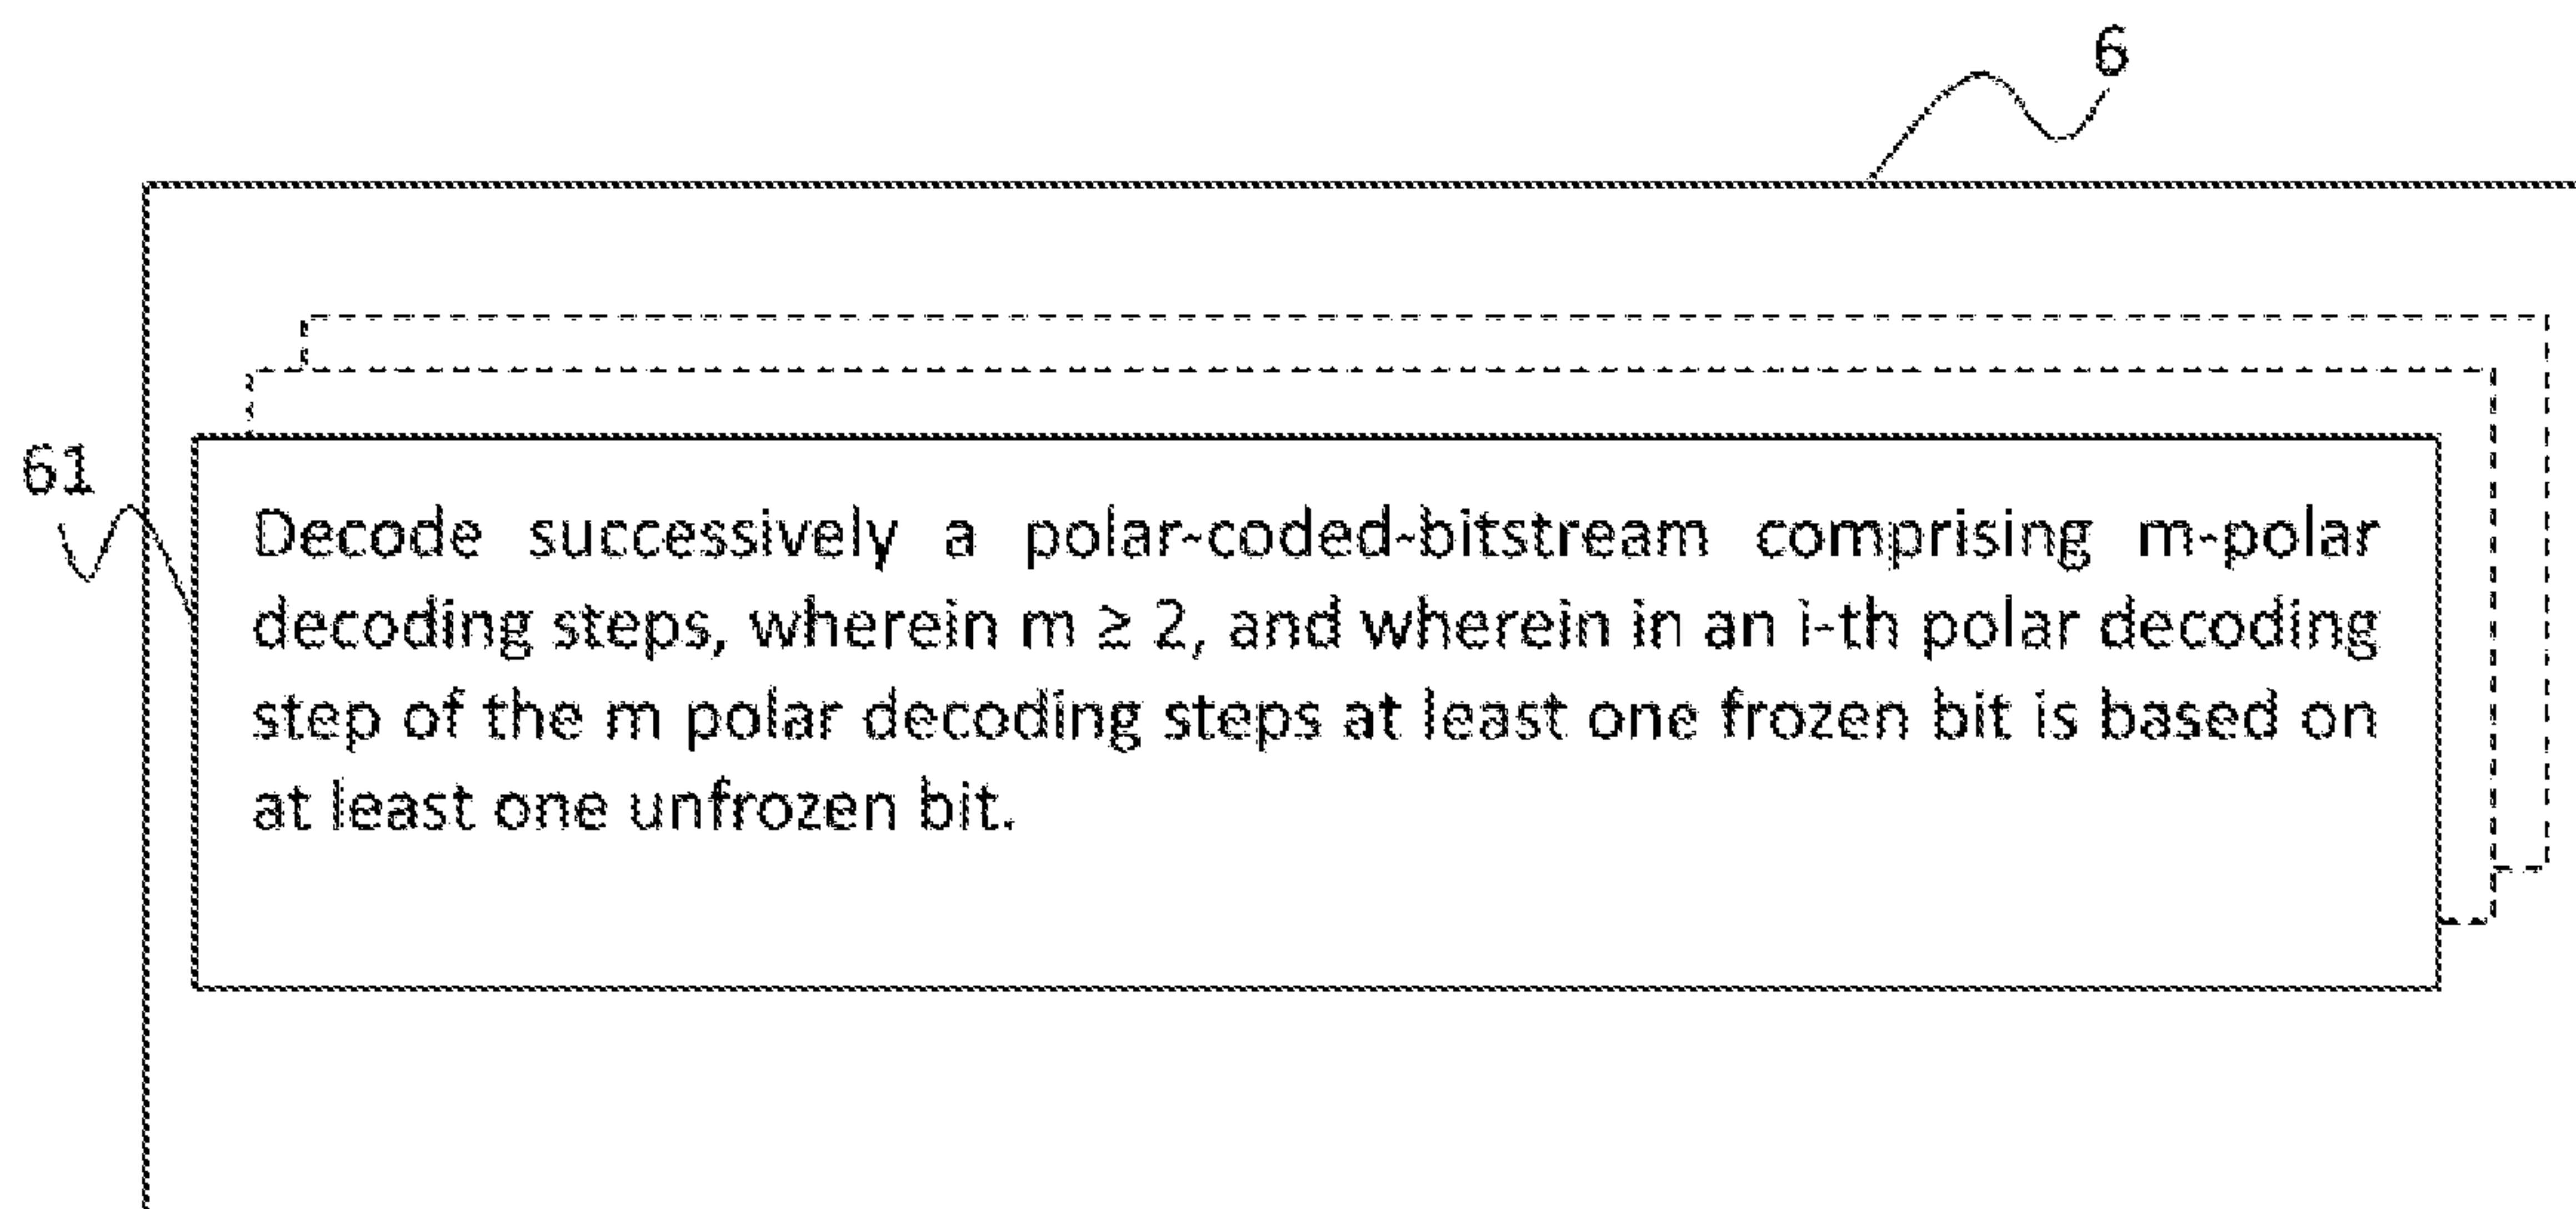 6
61
Decode successively a polar-coded-bitstream comprising m-polar
decoding steps, wherein m ≥ 2, and wherein in an i-th polar decoding
step of the m polar decoding steps at least one frozen bit is based on
at least one unfrozen bit.